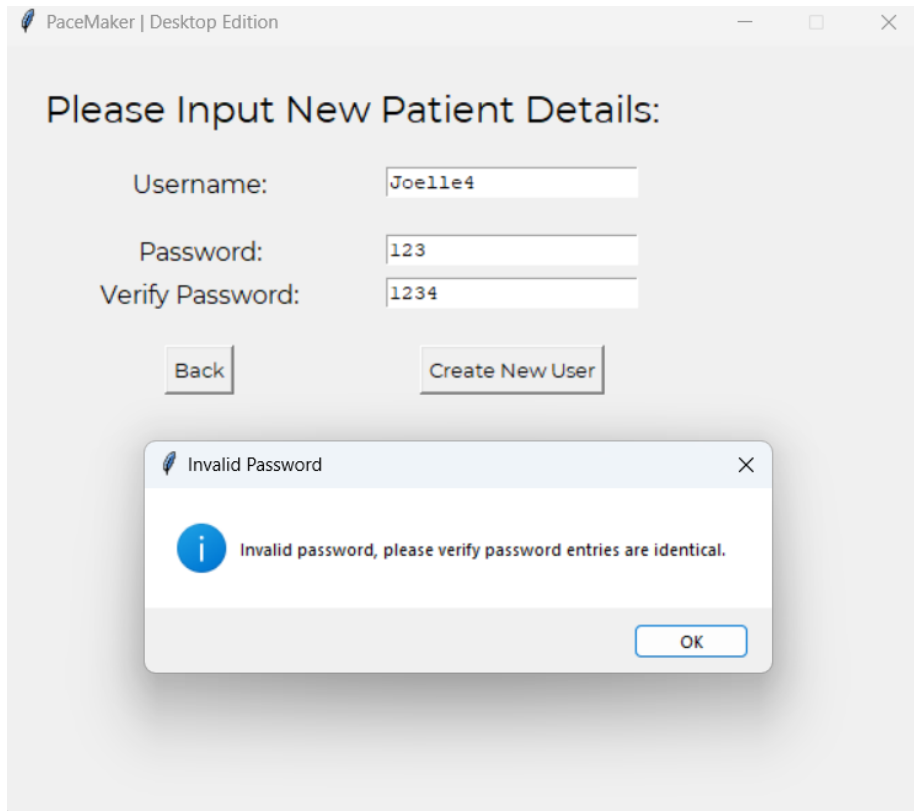 PaceMaker | Desktop Edition
Please Input New Patient Details:
Username: Joelle4
Password: 123
Verify Password: 1234
Back Create New User
Invalid Password
i Invalid password, please verify password entries are identical.
OK